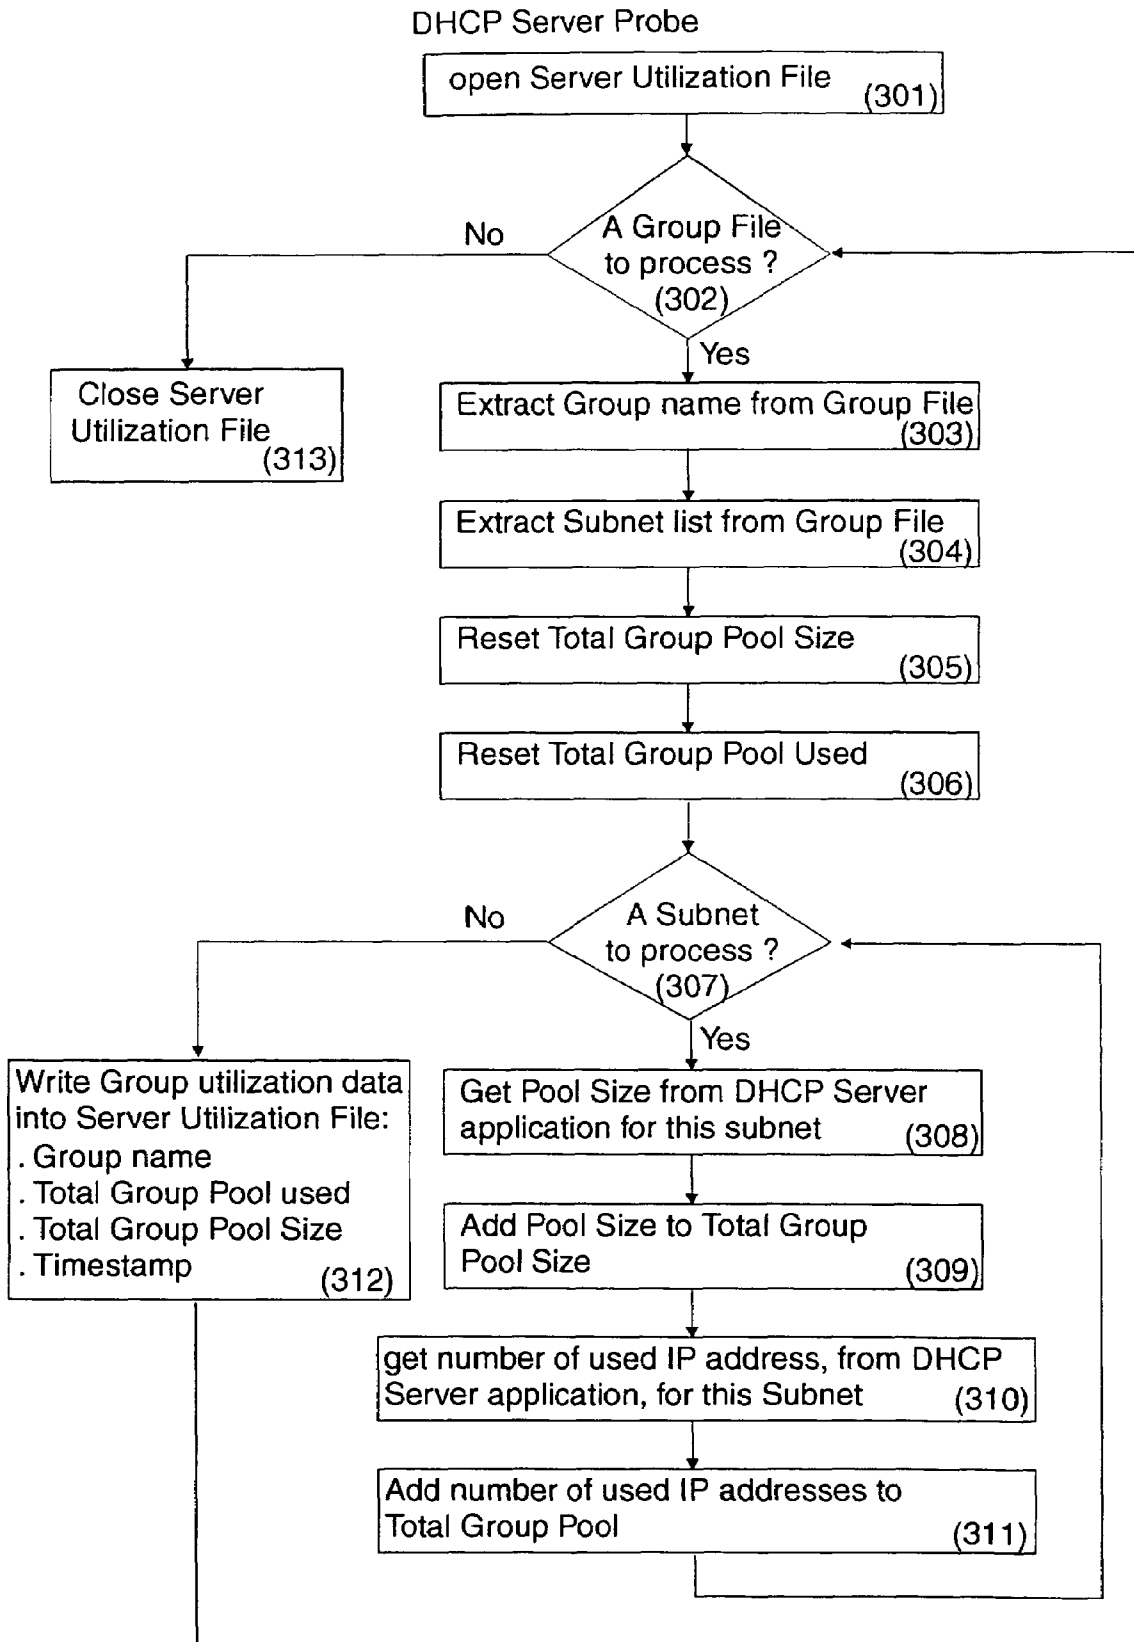 DHCP Server Probe
open Server Utilization File
(301)
A Group File
to process ?
(302)
No
Yes
Close Server
Utilization File
(313)
Extract Group name from Group File
(303)
Extract Subnet list from Group File
(304)
Reset Total Group Pool Size
(305)
Reset Total Group Pool Used
(306)
A Subnet
to process ?
(307)
No
Yes
Write Group utilization data
into Server Utilization File:
. Group name
. Total Group Pool used
. Total Group Pool Size
. Timestamp
(312)
Get Pool Size from DHCP Server
application for this subnet
(308)
Add Pool Size to Total Group
Pool Size
(309)
get number of used IP address, from DHCP
Server application, for this Subnet
(310)
Add number of used IP addresses to
Total Group Pool
(311)